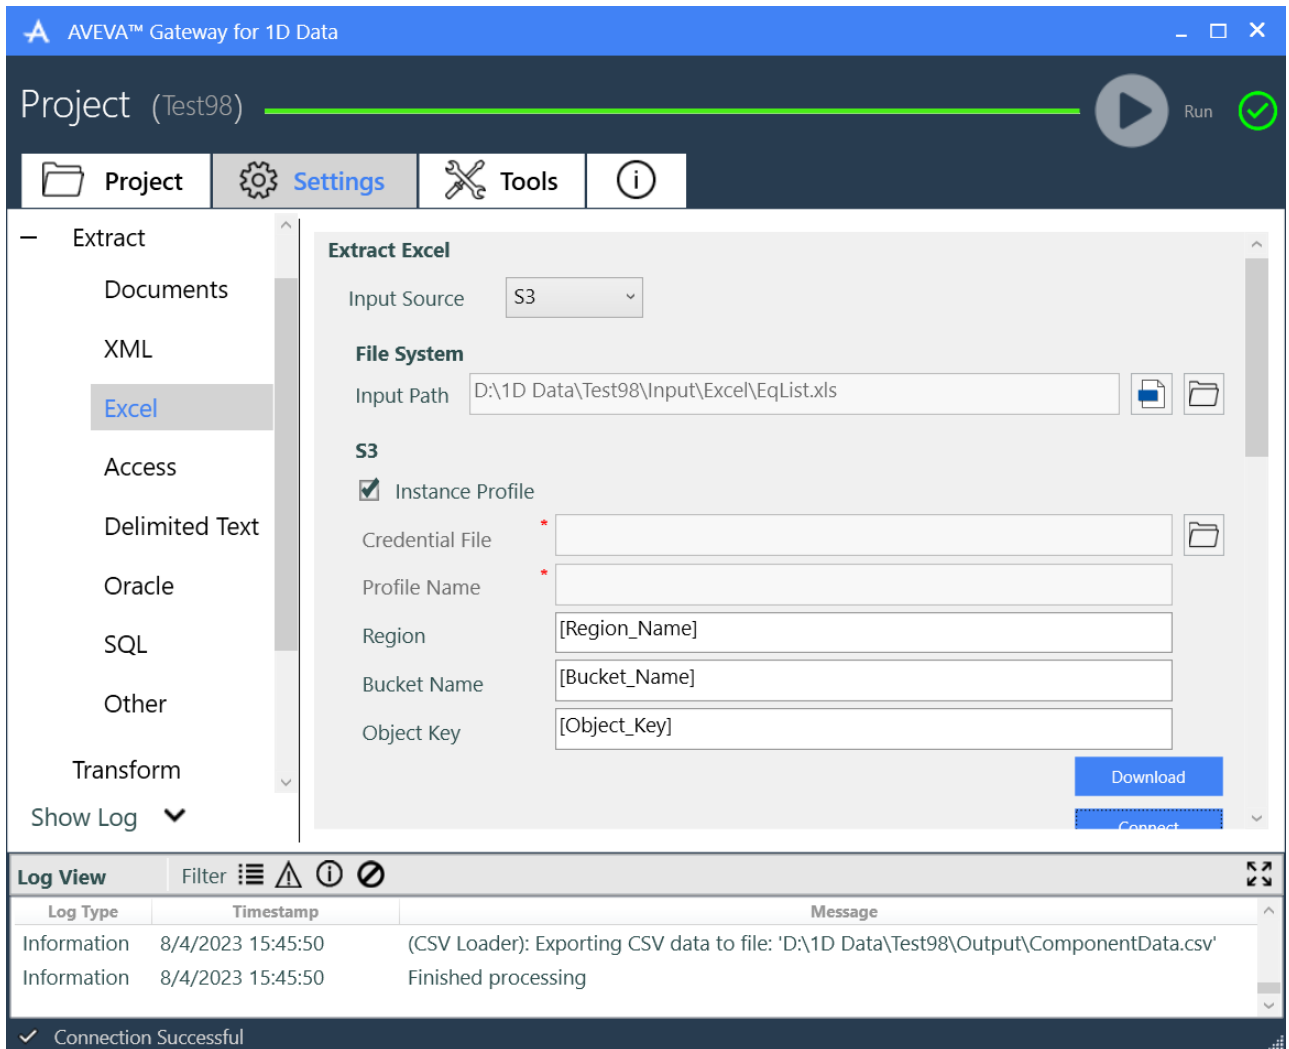 AVEVA™ Gateway for 1D Data
Project (Test98)
Run
Project
Settings
Tools
Extract
Documents
XML
Excel
Access
Delimited Text
Oracle
SQL
Other
Transform
Show Log
Extract Excel
Input Source S3
File System
Input Path D:\1D Data\Test98\Input\Excel\EqList.xls
S3
Instance Profile
Credential File *
Profile Name *
Region [Region_Name]
Bucket Name [Bucket_Name]
Object Key [Object_Key]
Download
Connect
Log View Filter
Log Type Timestamp Message
Information 8/4/2023 15:45:50 (CSV Loader): Exporting CSV data to file: 'D:\1D Data\Test98\Output\ComponentData.csv'
Information 8/4/2023 15:45:50 Finished processing
Connection Successful